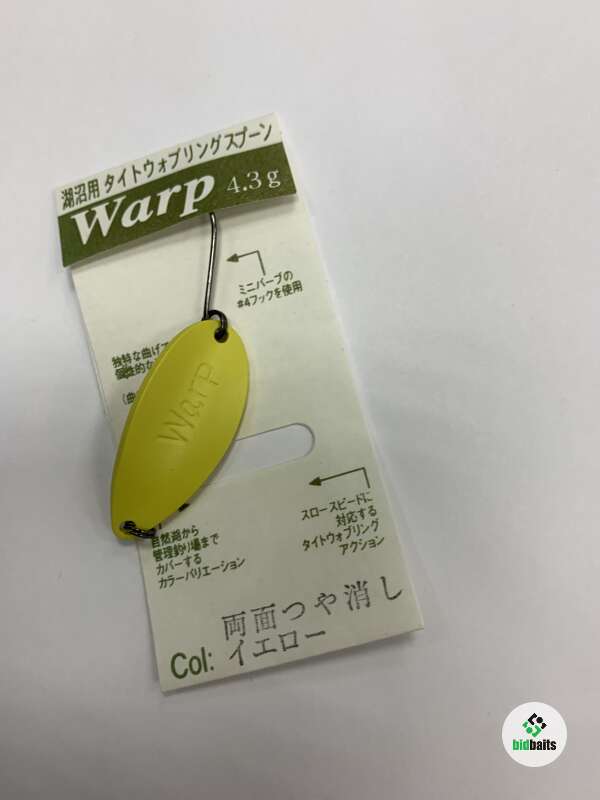 湖沼用 タイトウォブリングスプーン
Warp 4.3g
ミニバーブの
#4フックを使用
独特な曲げ
個性的な
Warp
スロースピードに
対応する
タイトウォブリング
アクション
自然湖から
管理釣り場まで
カバーする
カラーバリエーション
Col: 両面つや消し
イエロー
bidbaits